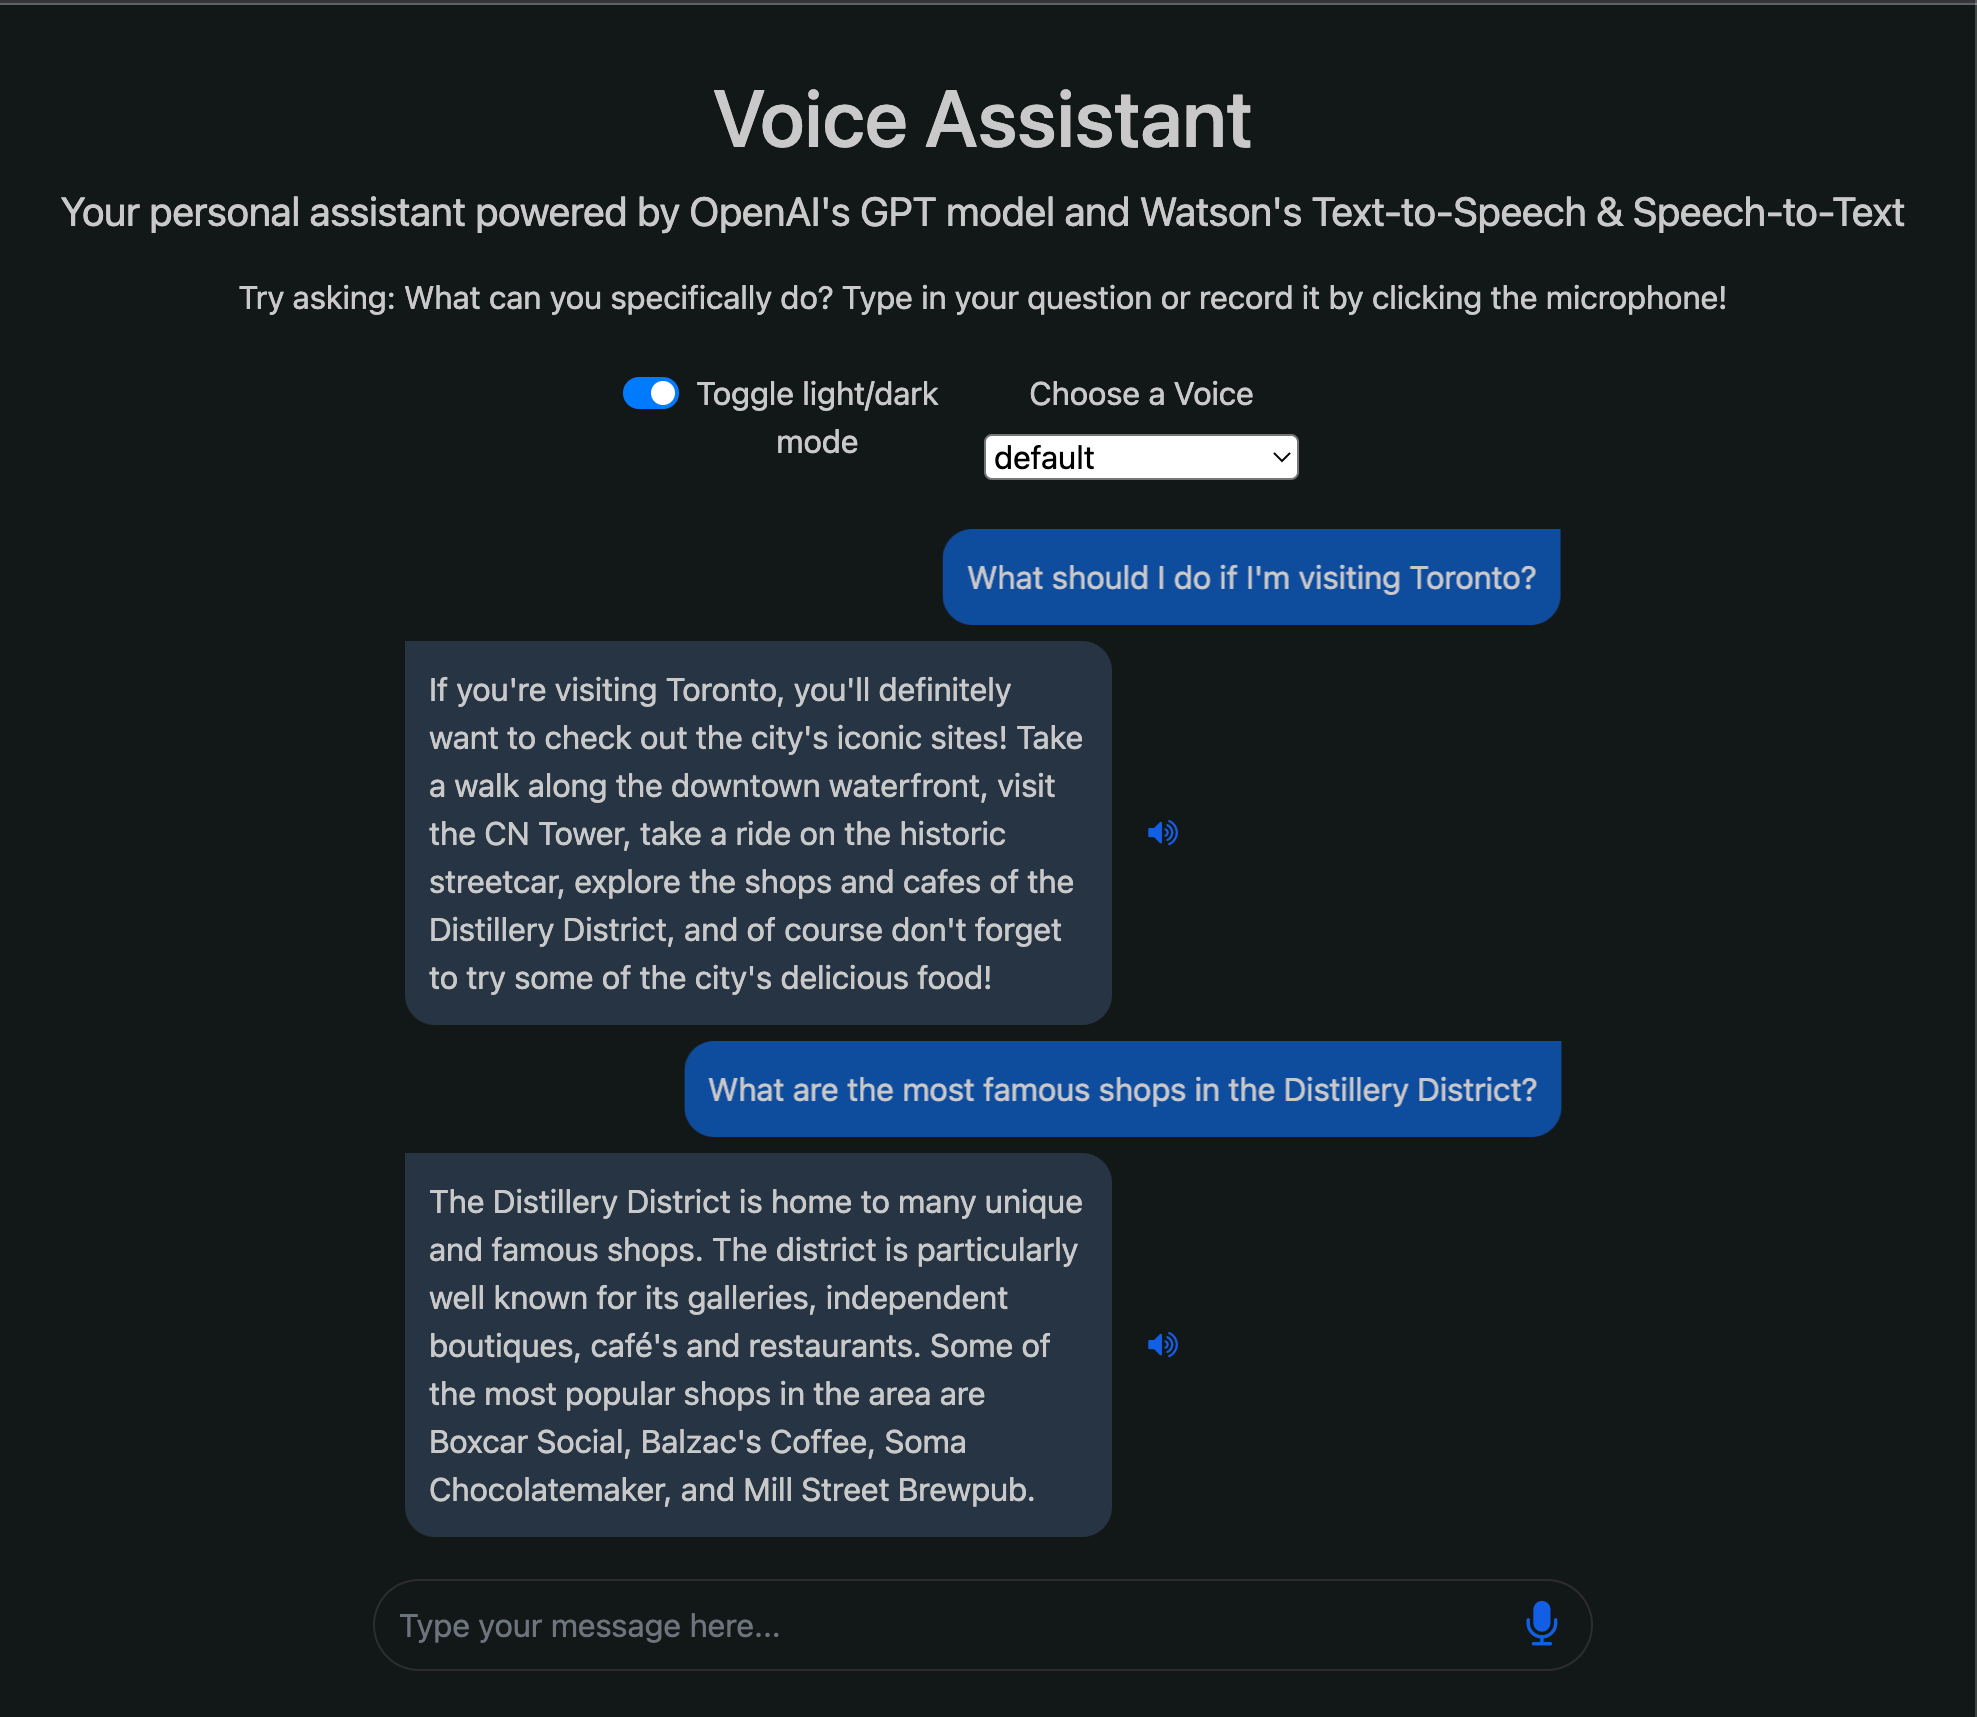 Voice Assistant
Your personal assistant powered by OpenAI's GPT model and Watson's Text-to-Speech & Speech-to-Text
Try asking: What can you specifically do? Type in your question or record it by clicking the microphone!
Toggle light/dark
mode
Choose a Voice
default
What should I do if I'm visiting Toronto?
If you're visiting Toronto, you'll definitely
want to check out the city's iconic sites! Take
a walk along the downtown waterfront, visit
the CN Tower, take a ride on the historic
streetcar, explore the shops and cafes of the
Distillery District, and of course don't forget
to try some of the city's delicious food!
What are the most famous shops in the Distillery District?
The Distillery District is home to many unique
and famous shops. The district is particularly
well known for its galleries, independent
boutiques, café's and restaurants. Some of
the most popular shops in the area are
Boxcar Social, Balzac's Coffee, Soma
Chocolatemaker, and Mill Street Brewpub.
Type your message here...